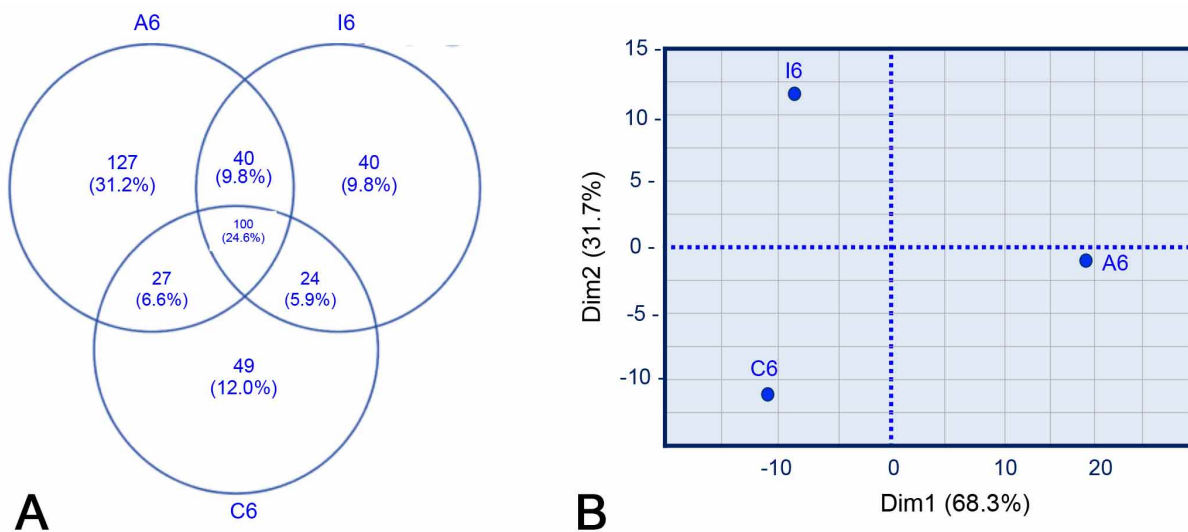 A6
I6
127
(31.2%)
40
(9.8%)
40
(9.8%)
100
(24.6%)
27
(6.6%)
24
(5.9%)
49
(12.0%)
C6
A
15 -
10 -
5 -
0 -
-5 -
-10 -
Dim2 (31.7%)
I6
A6
C6
-10
0
10
20
Dim1 (68.3%)
B